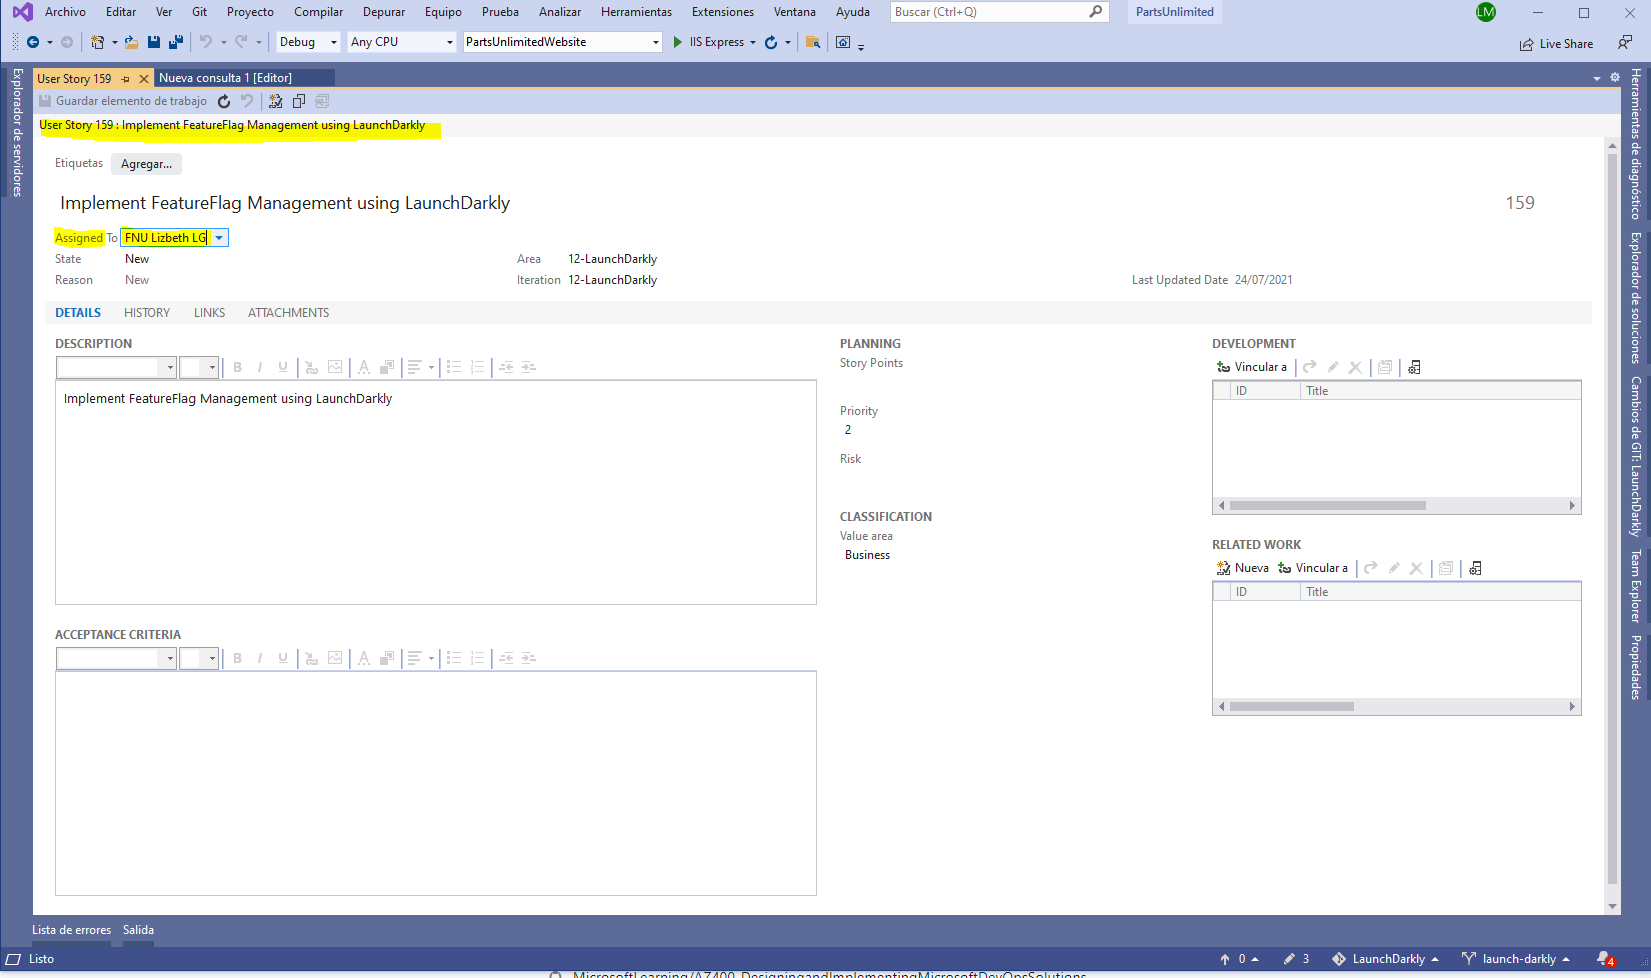 Archivo Editar Ver Git Proyecto Compilar Depurar Equipo Prueba Analizar Herramientas Extensiones Ventana Ayuda Buscar (Ctrl+Q) PartsUnlimited LM
Debug Any CPU PartsUnlimitedWebsite IIS Express Live Share
User Story 159 Nueva consulta 1 [Editor]
Guardar elemento de trabajo
User Story 159 : Implement FeatureFlag Management using LaunchDarkly
Etiquetas Agregar...
Implement FeatureFlag Management using LaunchDarkly 159
Assigned To FNU Lizbeth LG
State New Area 12-LaunchDarkly
Reason New Iteration 12-LaunchDarkly Last Updated Date 24/07/2021
DETAILS HISTORY LINKS ATTACHMENTS
DESCRIPTION
B I U A
Implement FeatureFlag Management using LaunchDarkly
ACCEPTANCE CRITERIA
B I U A
PLANNING
Story Points
Priority
2
Risk
CLASSIFICATION
Value area
Business
DEVELOPMENT
Vincular a
ID Title
RELATED WORK
Nueva Vincular a
ID Title
Explorador de servidores
Herramientas de diagnóstico
Explorador de soluciones
Cambios de GIT: LaunchDarkly
Team Explorer
Propiedades
Lista de errores Salida
Listo 0 3 LaunchDarkly launch-darkly 4
MicrosoftLearning/AZ400-DesigningandImplementingMicrosoftDevOpsSolutions